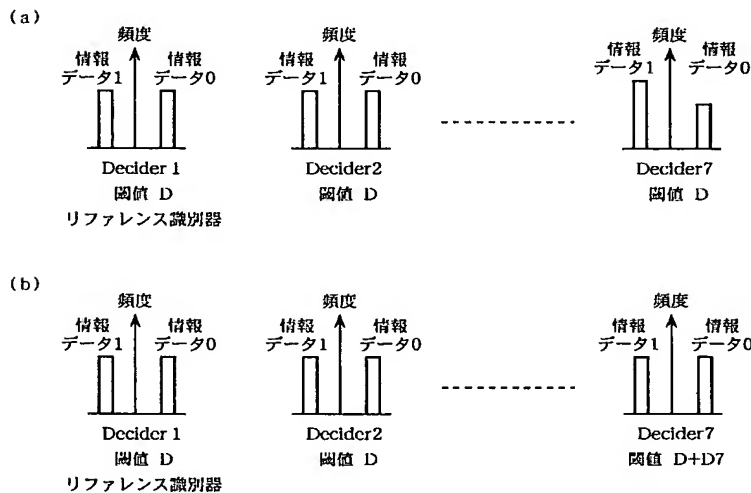 (a)
頻度
頻度
頻度
情報
データ1
情報
データ0
情報
データ1
情報
データ0
情報
データ1
情報
データ0
Decider 1
Decider2
Decider7
閾値 D
閾値 D
閾値 D
リファレンス識別器
(b)
頻度
頻度
頻度
情報
データ1
情報
データ0
情報
データ1
情報
データ0
情報
データ1
情報
データ0
Decider 1
Decider2
Decider7
閾値 D
閾値 D
閾値 D+D7
リファレンス識別器